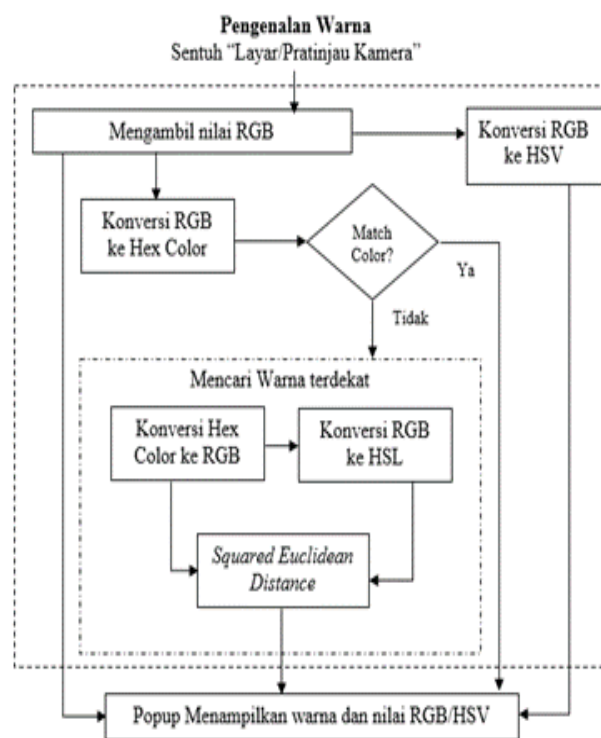 Pengenalan Warna
Sentuh “Layar/Pratinjau Kamera”
Mengambil nilai RGB
Konversi RGB
ke HSV
Konversi RGB
ke Hex Color
Match
Color?
Ya
Tidak
Mencari Warna terdekat
Konversi Hex
Color ke RGB
Konversi RGB
ke HSL
Squared Euclidean
Distance
Popup Menampilkan warna dan nilai RGB/HSV